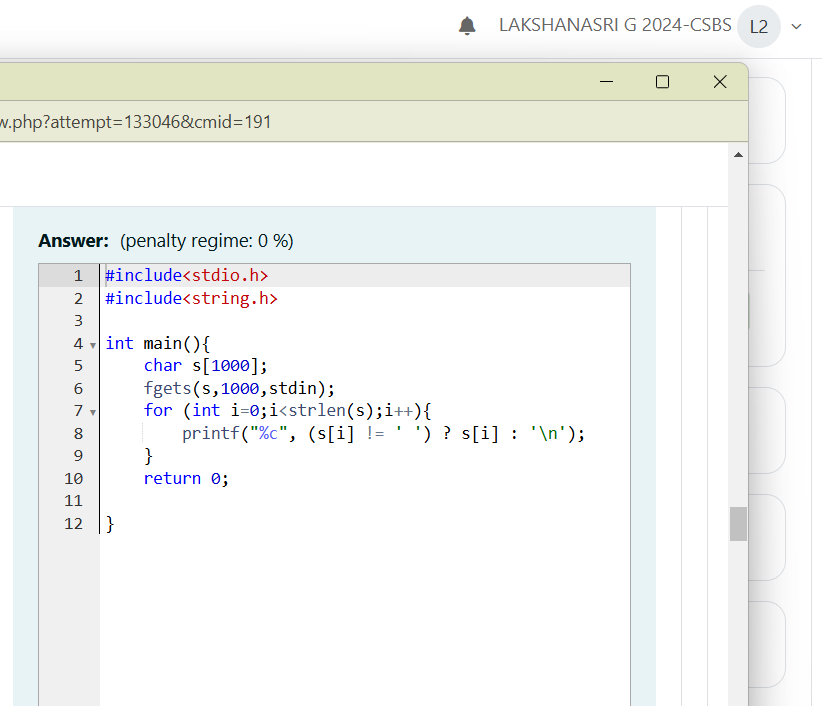 LAKSHANASRI G 2024-CSBS L2
w.php?attempt=133046&cmid=191
Answer: (penalty regime: 0 %)
1 #include<stdio.h>
2 #include<string.h>
3
4 int main(){
5 char s[1000];
6 fgets(s,1000,stdin);
7 for (int i=0;i<strlen(s);i++){
8 printf("%c", (s[i] != ' ') ? s[i] : '\n');
9 }
10 return 0;
11
12 }